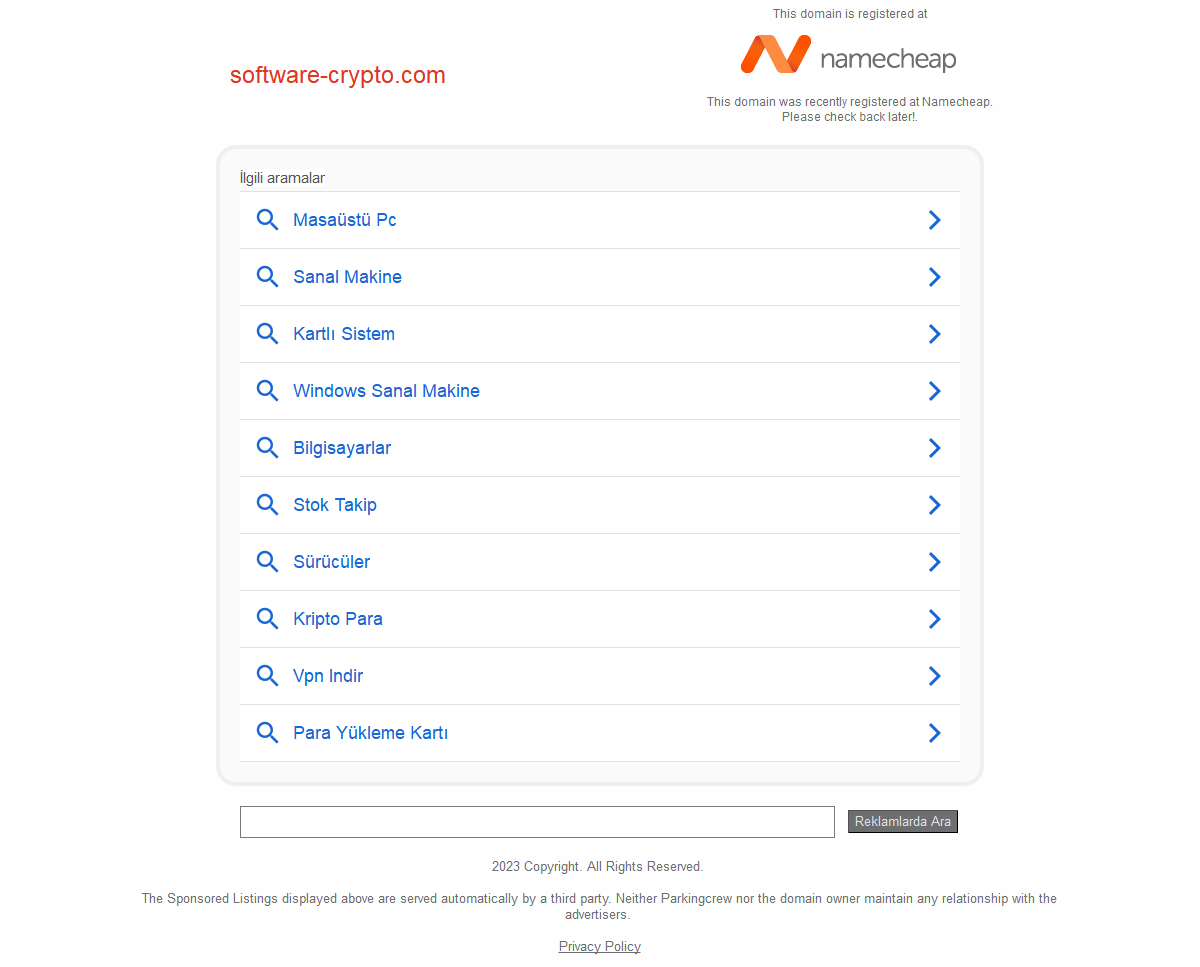 This domain is registered at
namecheap
software-crypto.com
This domain was recently registered at Namecheap.
Please check back later!.
İlgili aramalar
Masaüstü Pc
Sanal Makine
Kartlı Sistem
Windows Sanal Makine
Bilgisayarlar
Stok Takip
Sürücüler
Kripto Para
Vpn Indir
Para Yükleme Kartı
Reklamlarda Ara
2023 Copyright. All Rights Reserved.
The Sponsored Listings displayed above are served automatically by a third party. Neither Parkingcrew nor the domain owner maintain any relationship with the
advertisers.
Privacy Policy